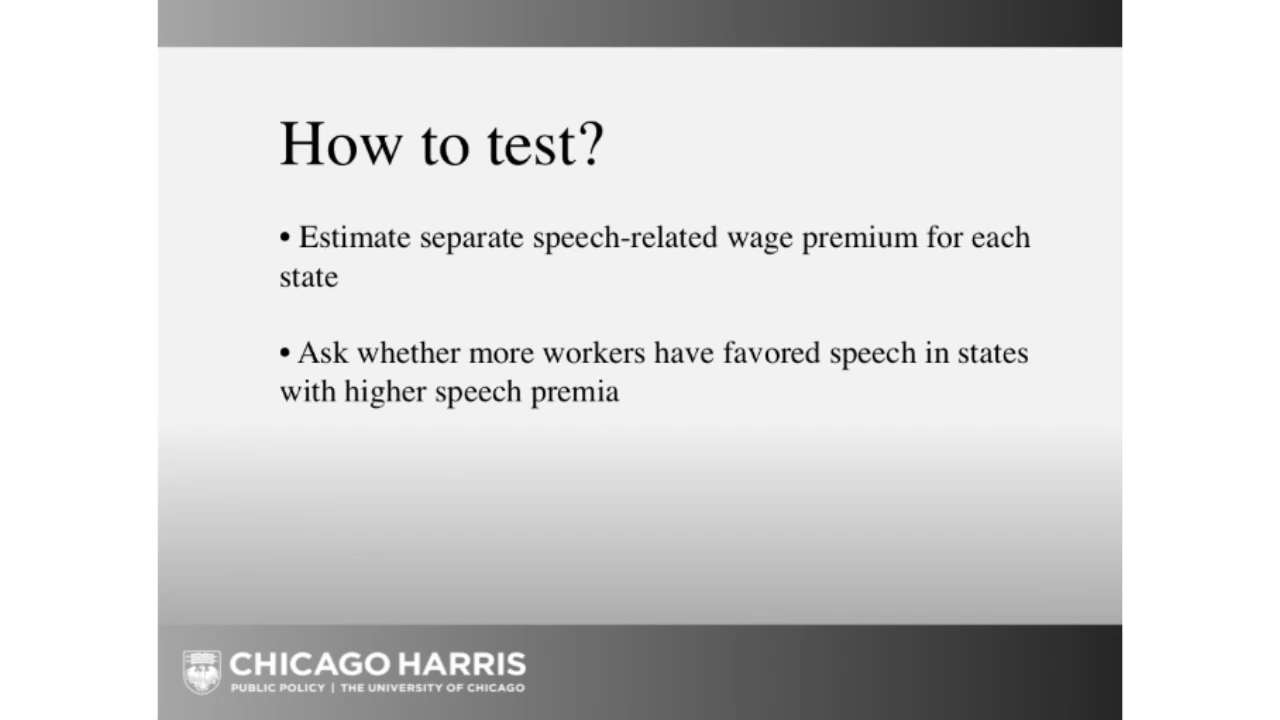 How to test?
• Estimate separate speech-related wage premium for each
state
• Ask whether more workers have favored speech in states
with higher speech premia
CHICAGO HARRIS
PUBLIC POLICY | THE UNIVERSITY OF CHICAGO